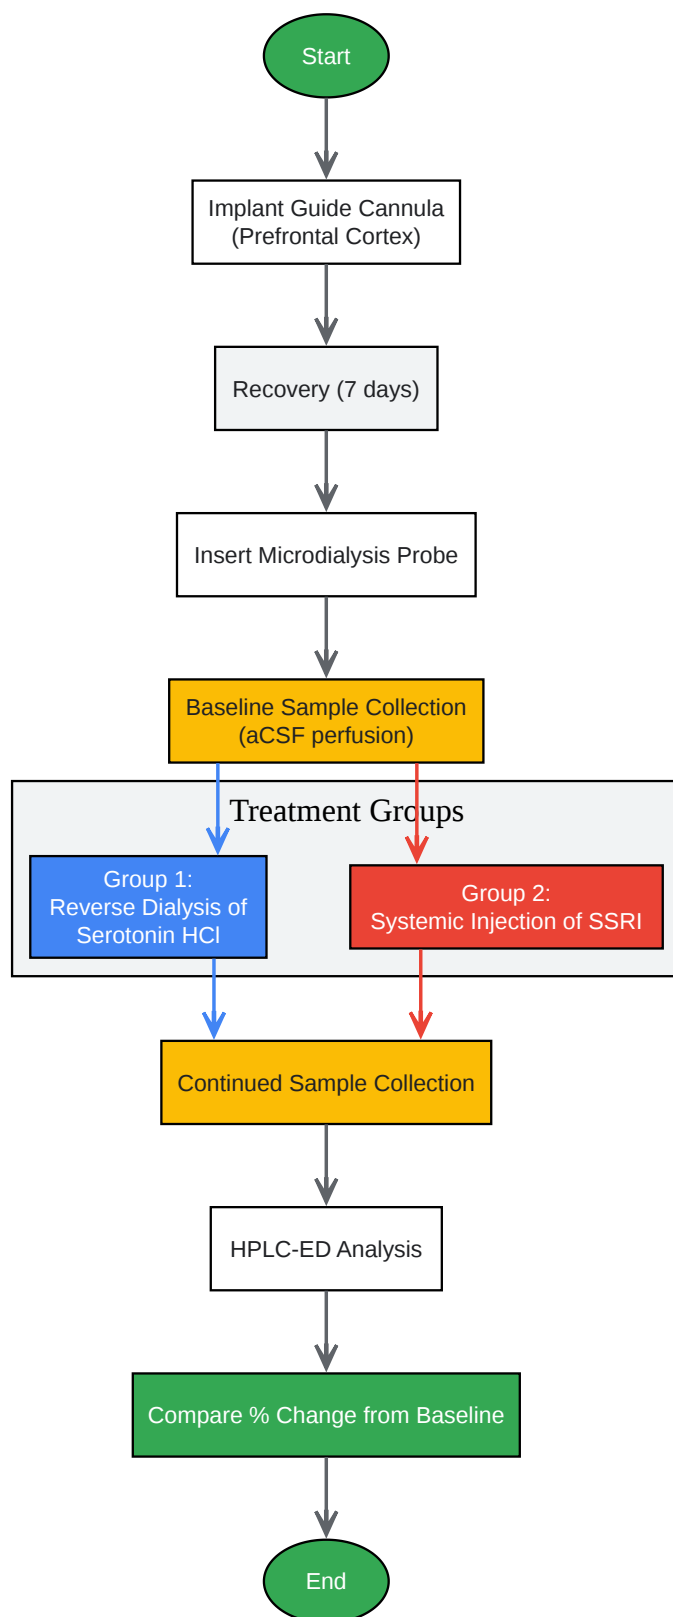 Start
Implant Guide Cannula
(Prefrontal Cortex)
Recovery (7 days)
Insert Microdialysis Probe
Baseline Sample Collection
(aCSF perfusion)
Treatment Groups
Group 1:
Reverse Dialysis of
Serotonin HCl
Group 2:
Systemic Injection of SSRI
Continued Sample Collection
HPLC-ED Analysis
Compare % Change from Baseline
End